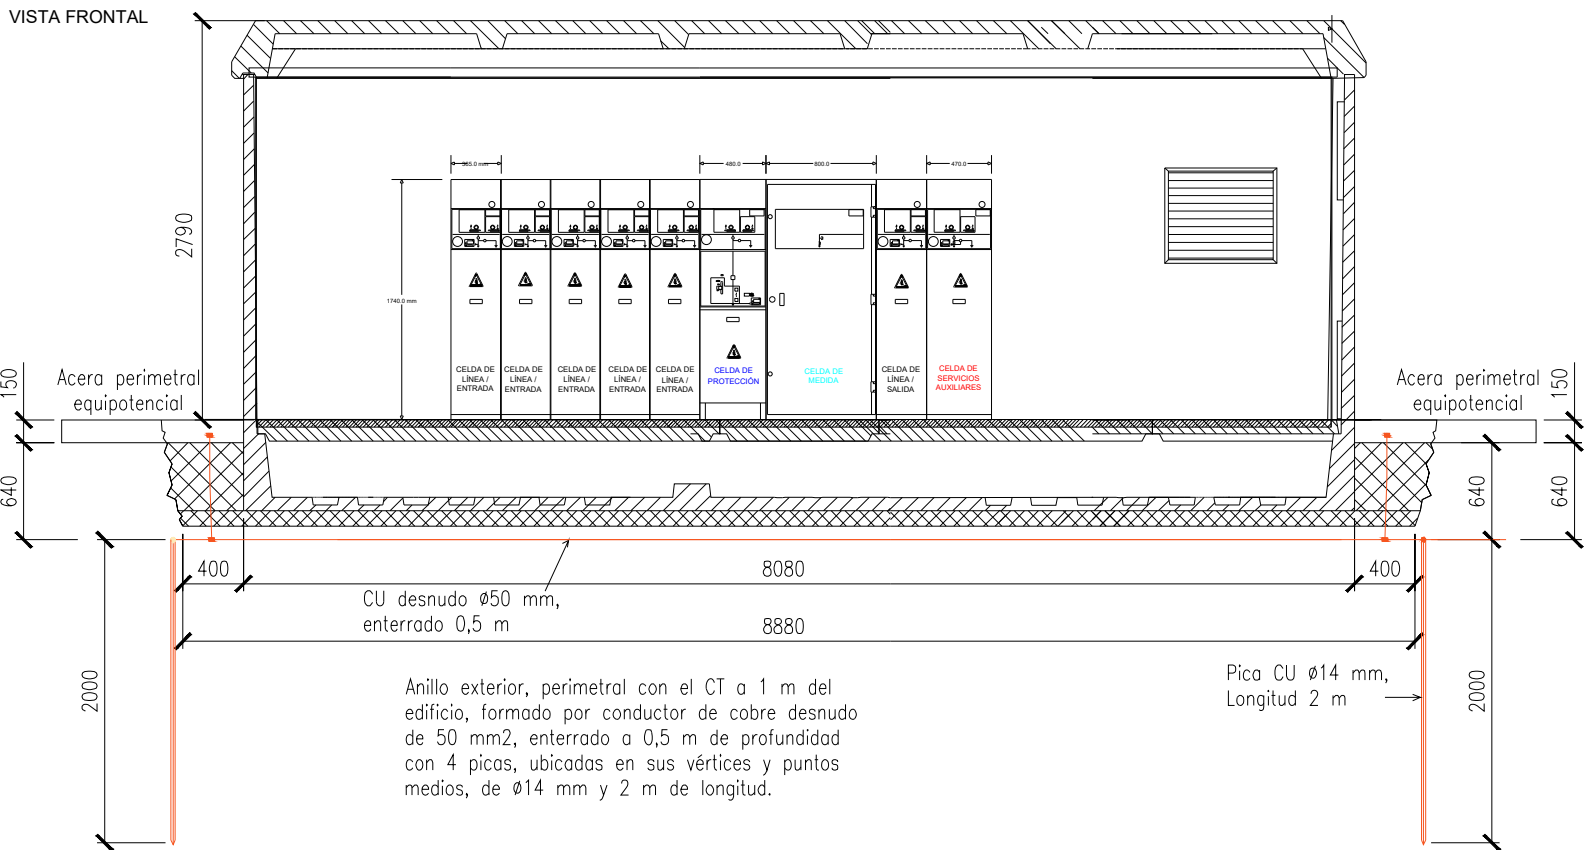 VISTA FRONTAL
2790
365.0 mm
480.0
800.0
470.0
1740.0 mm
CELDA DE
LÍNEA /
ENTRADA
CELDA DE
LÍNEA /
ENTRADA
CELDA DE
LÍNEA /
ENTRADA
CELDA DE
LÍNEA /
ENTRADA
CELDA DE
LÍNEA /
ENTRADA
CELDA DE
PROTECCIÓN
CELDA DE
MEDIDA
CELDA DE
LÍNEA /
SALIDA
CELDA DE
SERVICIOS
AUXILIARES
150
Acera perimetral
equipotencial
Acera perimetral
equipotencial
150
640
640
640
400
8080
400
CU desnudo ø50 mm,
enterrado 0,5 m
8880
2000
Anillo exterior, perimetral con el CT a 1 m del
edificio, formado por conductor de cobre desnudo
de 50 mm2, enterrado a 0,5 m de profundidad
con 4 picas, ubicadas en sus vértices y puntos
medios, de ø14 mm y 2 m de longitud.
Pica CU ø14 mm,
Longitud 2 m
2000